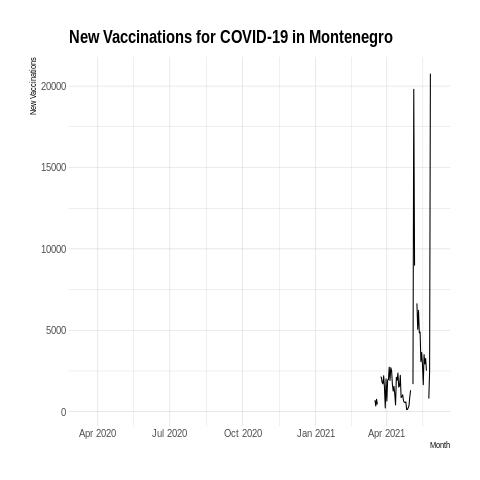 New Vaccinations for COVID-19 in Montenegro
New Vaccinations
20000
15000
10000
5000
0
Apr 2020 Jul 2020 Oct 2020 Jan 2021 Apr 2021
Month